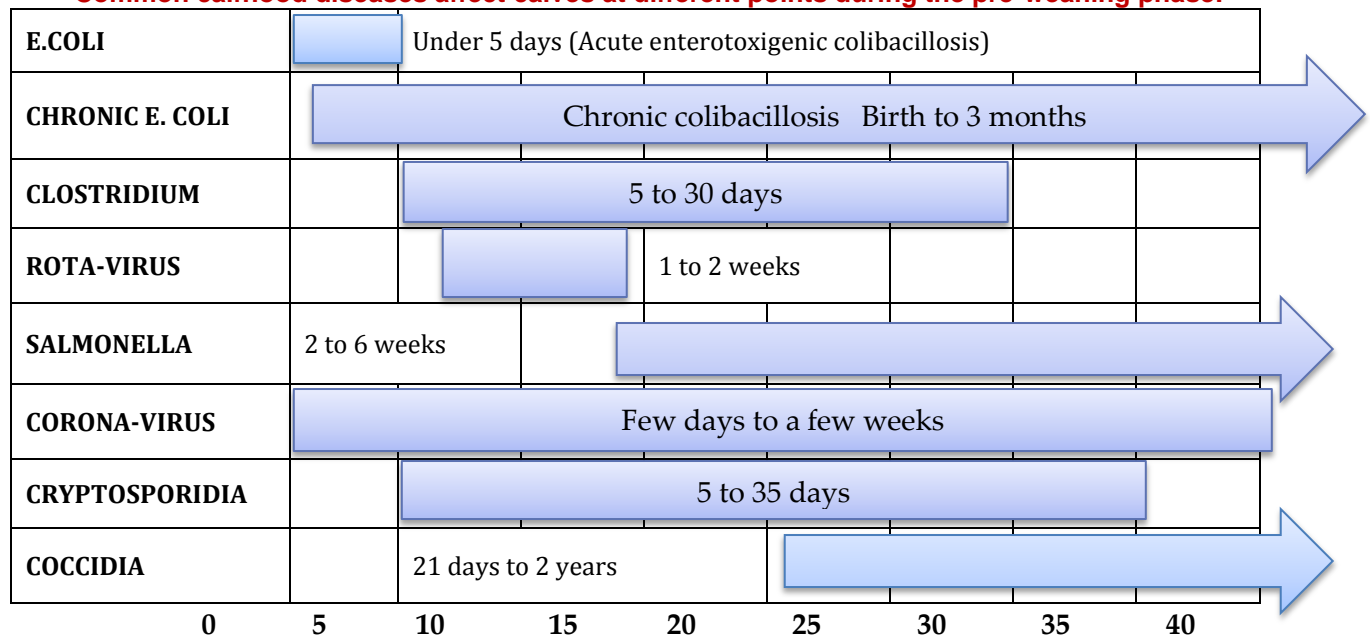 Common calfhood diseases affect calves at different points during the pre-weaning phase.
E.COLI
Under 5 days (Acute enterotoxigenic colibacillosis)
CHRONIC E. COLI
Chronic colibacillosis Birth to 3 months
CLOSTRIDIUM
5 to 30 days
ROTA-VIRUS
1 to 2 weeks
SALMONELLA
2 to 6 weeks
CORONA-VIRUS
Few days to a few weeks
CRYPTOSPORIDIA
5 to 35 days
COCCIDIA
21 days to 2 years
0 5 10 15 20 25 30 35 40